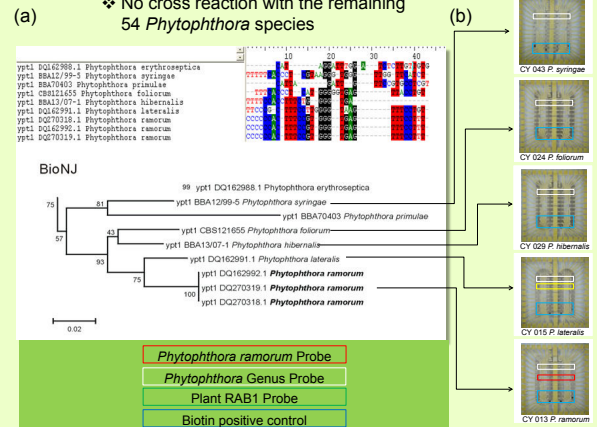 ❖ No cross reaction with the remaining
54 Phytophthora species
(a)
(b)
10 20 30 40
ypt1 DQ162988.1 Phytophthora erythroseptica
ypt1 BBA12/99-5 Phytophthora syringae
ypt1 BBA70403 Phytophthora primulae
ypt1 CBS121655 Phytophthora foliorum
ypt1 BBA13/07-1 Phytophthora hibernalis
ypt1 DQ162991.1 Phytophthora lateralis
ypt1 DQ270318.1 Phytophthora ramorum
ypt1 DQ162992.1 Phytophthora ramorum
ypt1 DQ270319.1 Phytophthora ramorum
BioNJ
99 ypt1 DQ162988.1 Phytophthora erythroseptica
75
81
ypt1 BBA12/99-5 Phytophthora syringae
ypt1 BBA70403 Phytophthora primulae
57
43
ypt1 CBS121655 Phytophthora foliorum
93
ypt1 BBA13/07-1 Phytophthora hibernalis
ypt1 DQ162991.1 Phytophthora lateralis
75
ypt1 DQ162992.1 Phytophthora ramorum
100
ypt1 DQ270319.1 Phytophthora ramorum
ypt1 DQ270318.1 Phytophthora ramorum
0.02
Phytophthora ramorum Probe
Phytophthora Genus Probe
Plant RAB1 Probe
Biotin positive control
CY 043 P. syringae
CY 024 P. foliorum
CY 029 P. hibernalis
CY 015 P. lateralis
CY 013 P. ramorum